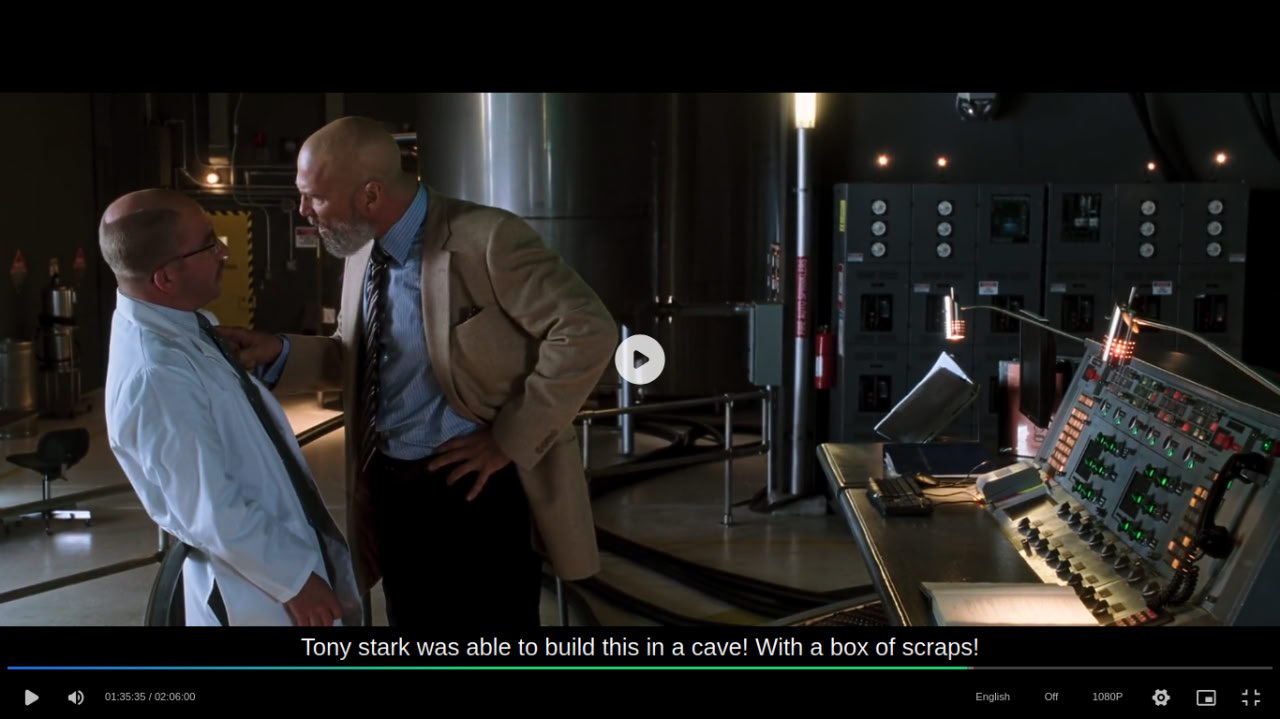 Tony stark was able to build this in a cave! With a box of scraps!
01:35:35 / 02:06:00
English
Off
1080P